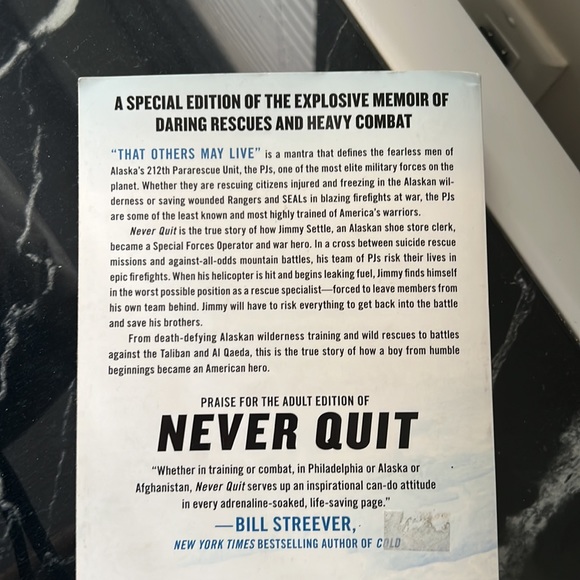 A SPECIAL EDITION OF THE EXPLOSIVE MEMOIR OF
DARING RESCUES AND HEAVY COMBAT
“THAT OTHERS MAY LIVE” is a mantra that defines the fearless men of
Alaska's 212th Pararescue Unit, the PJs, one of the most elite military forces on the
planet. Whether they are rescuing citizens injured and freezing in the Alaskan wil-
derness or saving wounded Rangers and SEALs in blazing firefights at war, the PJs
are some of the least known and most highly trained of America's warriors.
Never Quit is the true story of how Jimmy Settle, an Alaskan shoe store clerk,
became a Special Forces Operator and war hero. In a cross between suicide rescue
missions and against-all-odds mountain battles, his team of PJs risk their lives in
epic firefights. When his helicopter is hit and begins leaking fuel, Jimmy finds himself
in the worst possible position as a rescue specialist—forced to leave members from
his own team behind. Jimmy will have to risk everything to get back into the battle
and save his brothers.
From death-defying Alaskan wilderness training and wild rescues to battles
against the Taliban and Al Qaeda, this is the true story of how a boy from humble
beginnings became an American hero.
PRAISE FOR THE ADULT EDITION OF
NEVER QUIT
“Whether in training or combat, in Philadelphia or Alaska or
Afghanistan, Never Quit serves up an inspirational can-do attitude
in every adrenaline-soaked, life-saving page.”
—BILL STREEVER,
NEW YORK TIMES BESTSELLING AUTHOR OF COLD